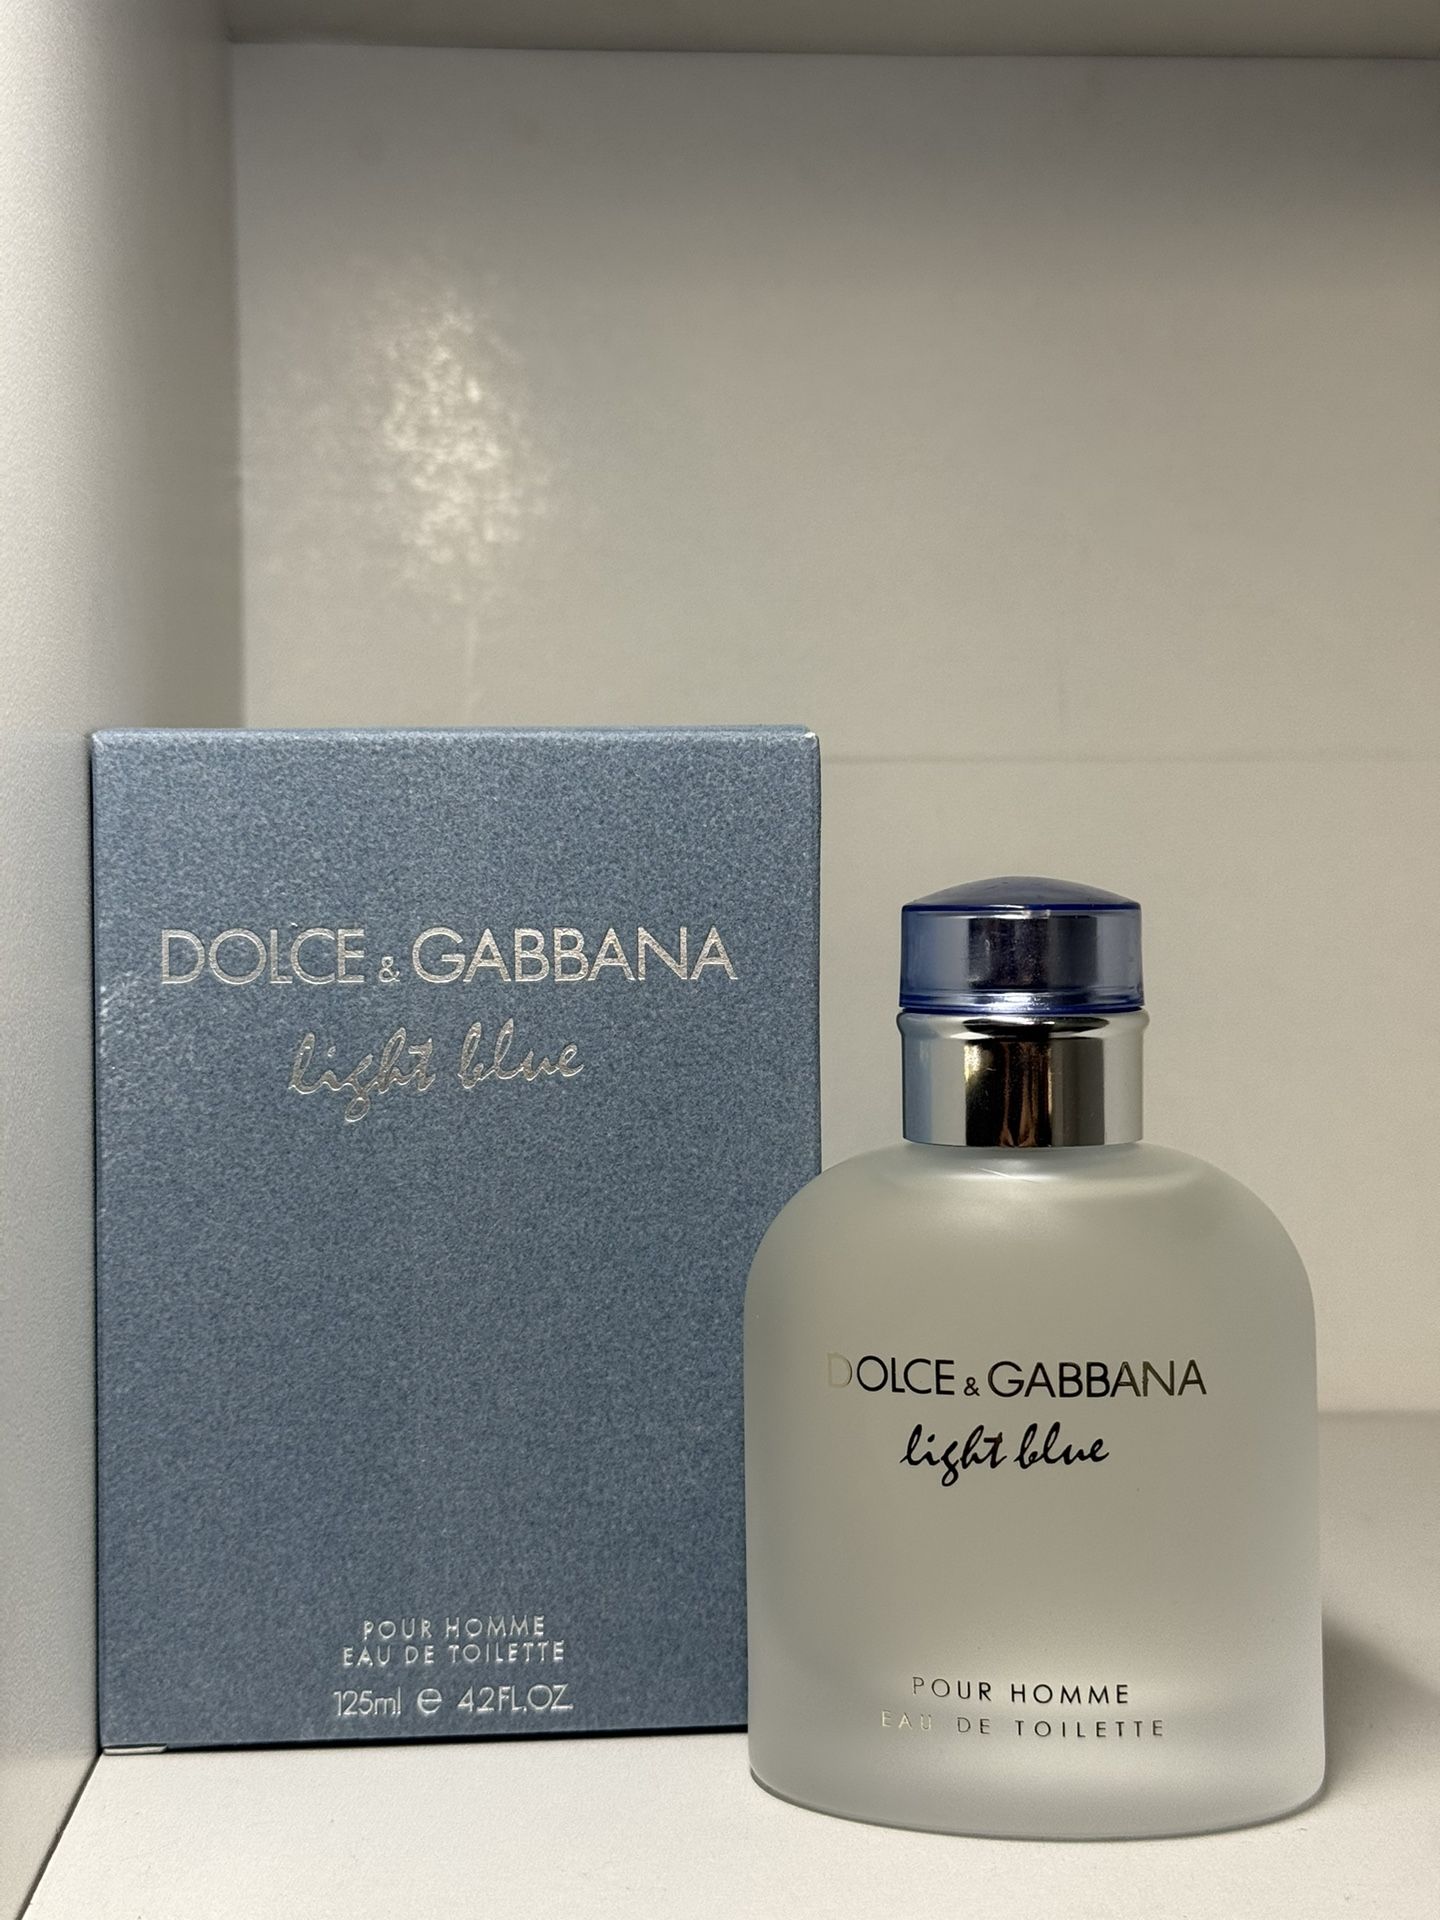 DOLCE & GABBANA
light blue
POUR HOMME
EAU DE TOILETTE
125ml e 4.2FL.OZ.
DOLCE & GABBANA
light blue
POUR HOMME
EAU DE TOILETTE